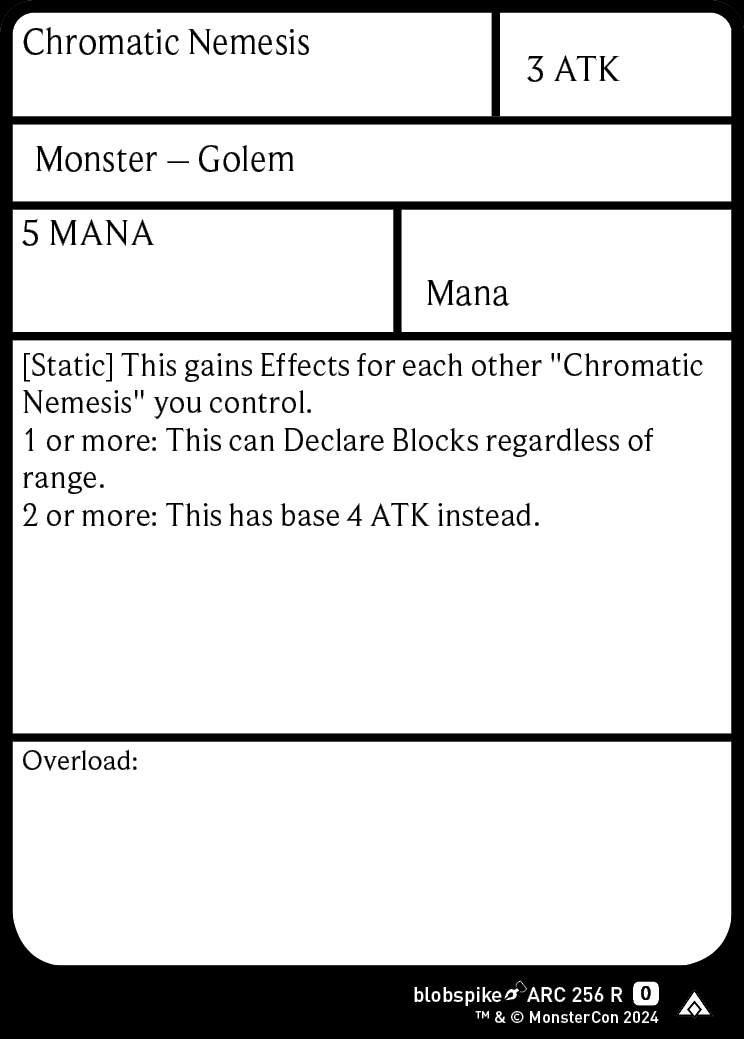 Chromatic Nemesis
3 ATK
Monster – Golem
5 MANA
Mana
[Static] This gains Effects for each other "Chromatic
Nemesis" you control.
1 or more: This can Declare Blocks regardless of
range.
2 or more: This has base 4 ATK instead.
Overload:
blobspike ARC 256 R 0
™ & © MonsterCon 2024